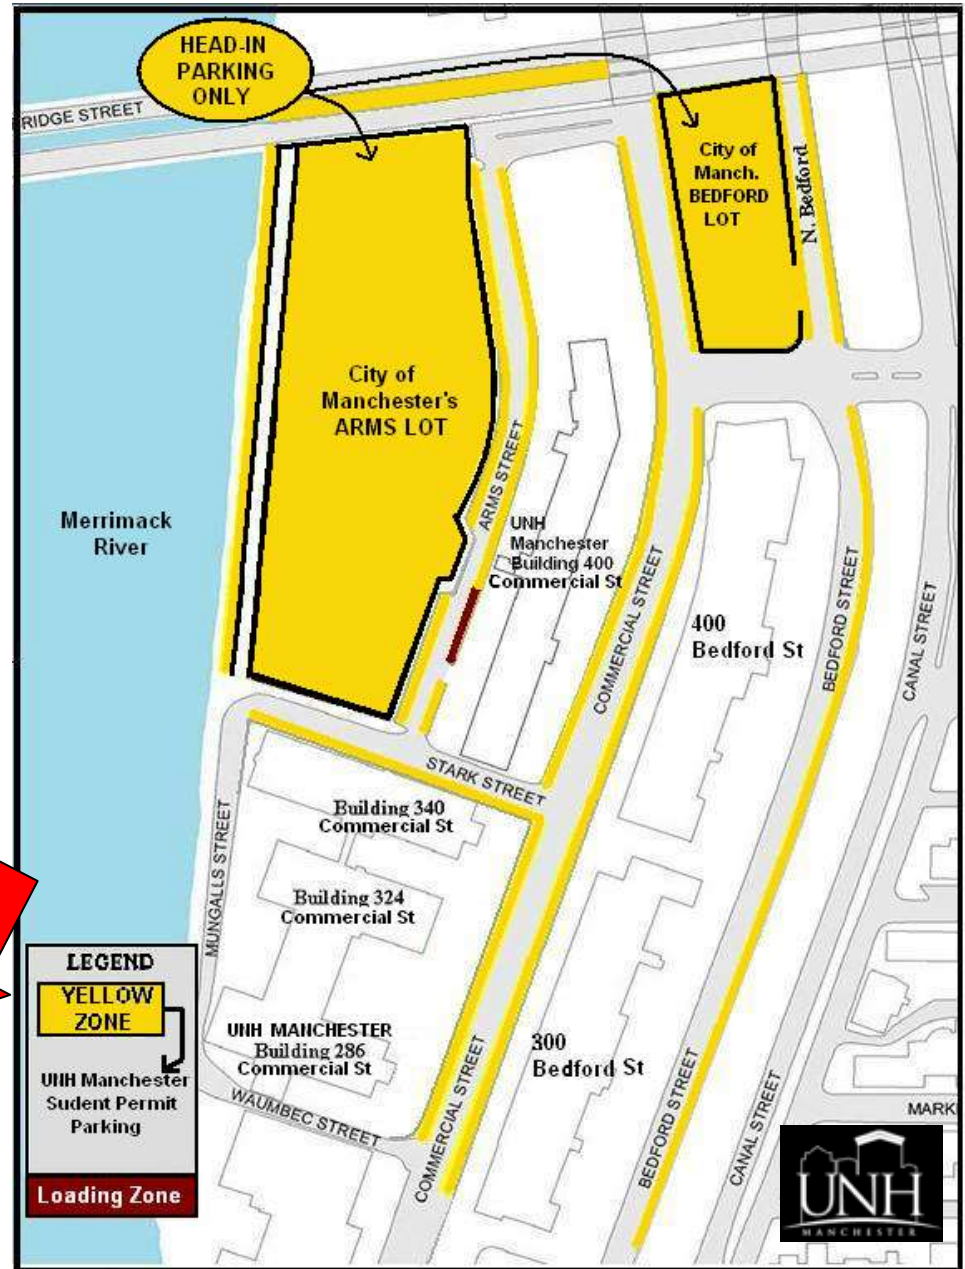 HEAD-IN
PARKING
ONLY
RIDGE STREET
City of
Manch.
BEDFORD
LOT
N. Bedford
City of
Manchester's
ARMS LOT
ARMS STREET
Merrimack
River
UNH
Manchester
Building 400
Commercial St
COMMERCIAL STREET
400
Bedford St
BEDFORD STREET
CANAL STREET
STARK STREET
Building 340
Commercial St
MUNGALLS STREET
Building 324
Commercial St
UNH MANCHESTER
Building 286
Commercial St
WAUMBEC STREET
COMMERCIAL STREET
300
Bedford St
BEDFORD STREET
CANAL STREET
MARK
LEGEND
YELLOW
ZONE
UNH Manchester
Sudent Permit
Parking
Loading Zone
UNH
MANCHESTER